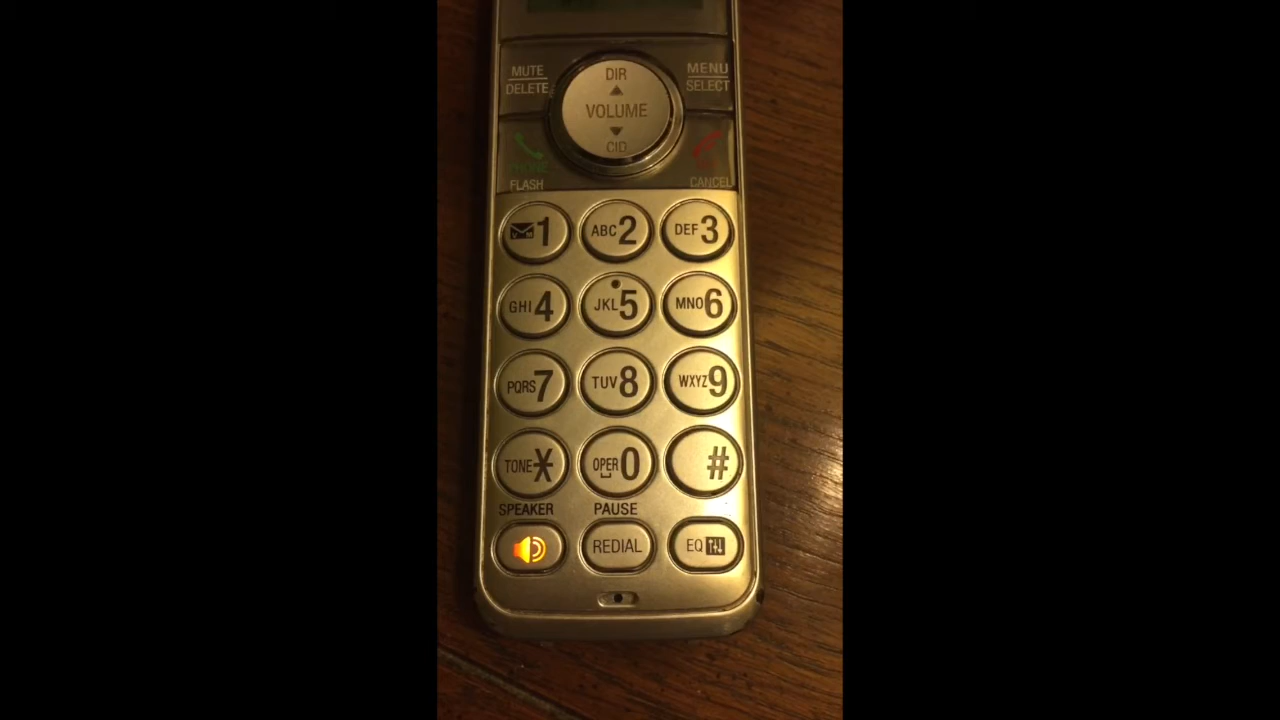 DIR
MUTE
DELETE
VOLUME
MENU
SELECT
CID
FLASH
CANCEL
1
ABC 2
DEF 3
GHI 4
JKL 5
MNO 6
PQRS 7
TUV 8
WXYZ 9
TONE *
OPER 0
#
SPEAKER
PAUSE
REDIAL
EQ